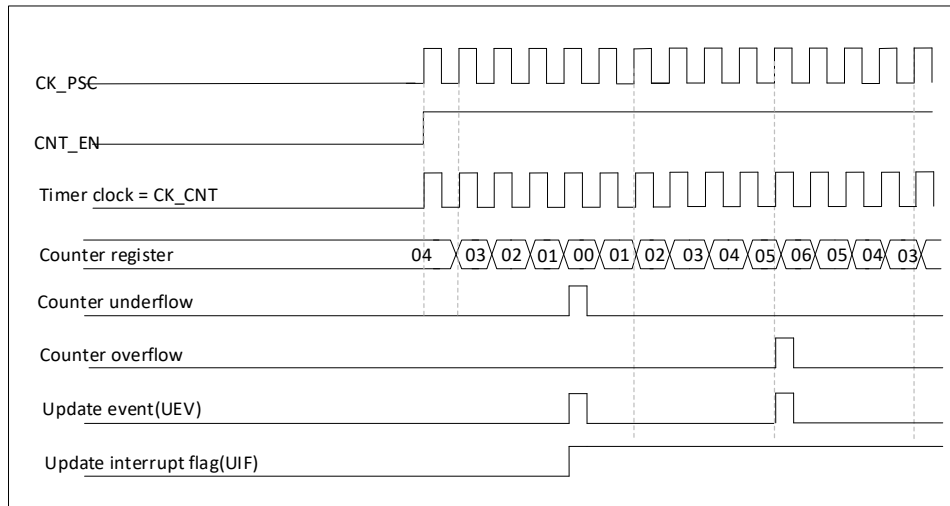 CK_PSC
CNT_EN
Timer clock = CK_CNT
Counter register 04 03 02 01 00 01 02 03 04 05 06 05 04 03
Counter underflow
Counter overflow
Update event(UEV)
Update interrupt flag(UIF)